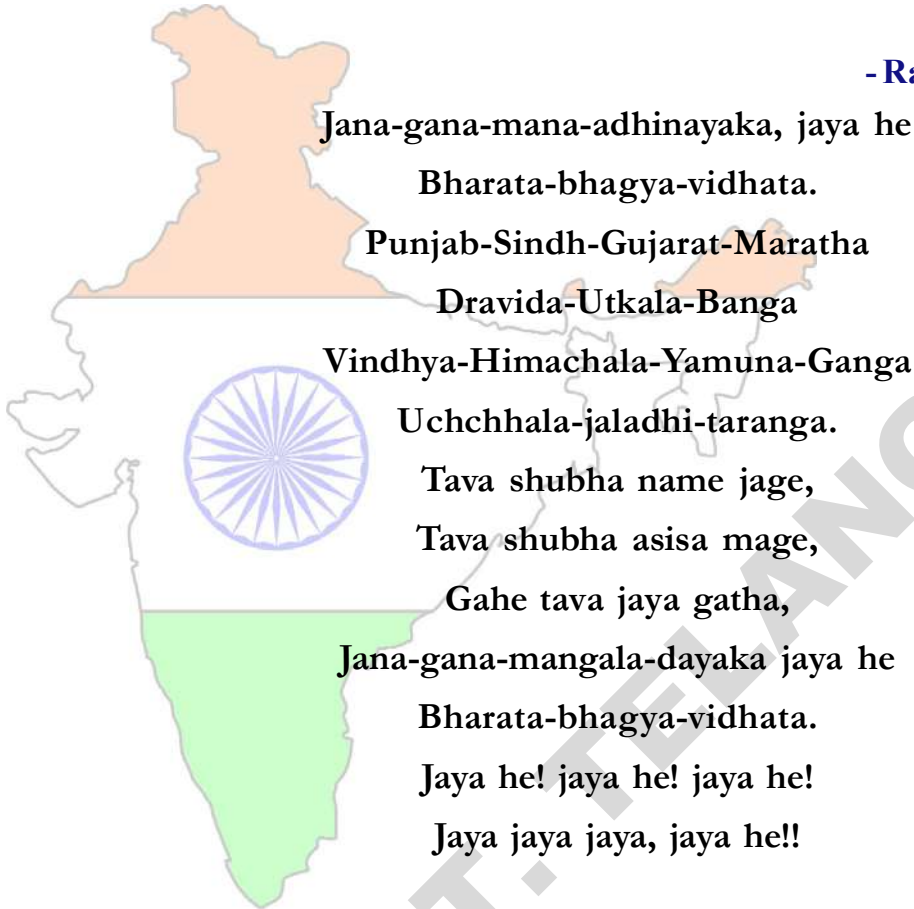 - Ra
Jana-gana-mana-adhinayaka, jaya he
Bharata-bhagya-vidhata.
Punjab-Sindh-Gujarat-Maratha
Dravida-Utkala-Banga
Vindhya-Himachala-Yamuna-Ganga
Uchchhala-jaladhi-taranga.
Tava shubha name jage,
Tava shubha asisa mage,
Gahe tava jaya gatha,
Jana-gana-mangala-dayaka jaya he
Bharata-bhagya-vidhata.
Jaya he! jaya he! jaya he!
Jaya jaya jaya, jaya he!!
T. TELANG